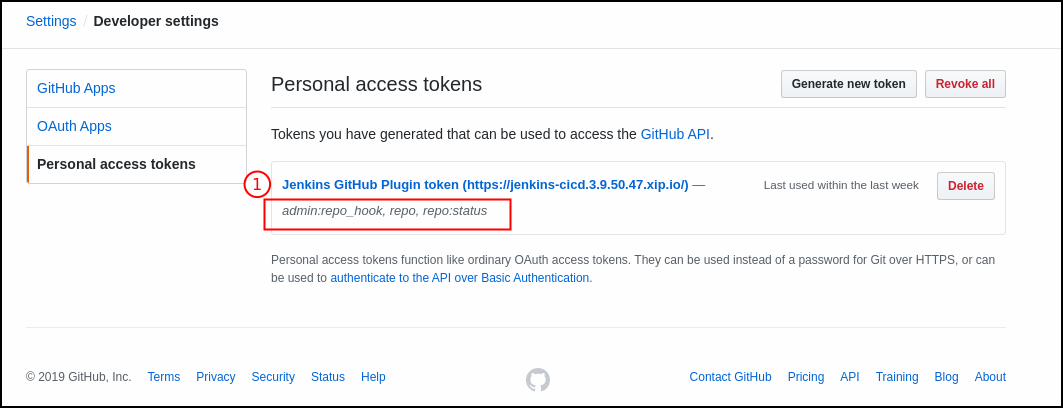 Settings / Developer settings
GitHub Apps
OAuth Apps
Personal access tokens
Personal access tokens
Generate new token
Revoke all
Tokens you have generated that can be used to access the GitHub API.
1
Jenkins GitHub Plugin token (https://jenkins-cicd.3.9.50.47.xip.io/) —
admin:repo_hook, repo, repo:status
Last used within the last week
Delete
Personal access tokens function like ordinary OAuth access tokens. They can be used instead of a password for Git over HTTPS, or can
be used to authenticate to the API over Basic Authentication.
© 2019 GitHub, Inc. Terms Privacy Security Status Help
Contact GitHub Pricing API Training Blog About